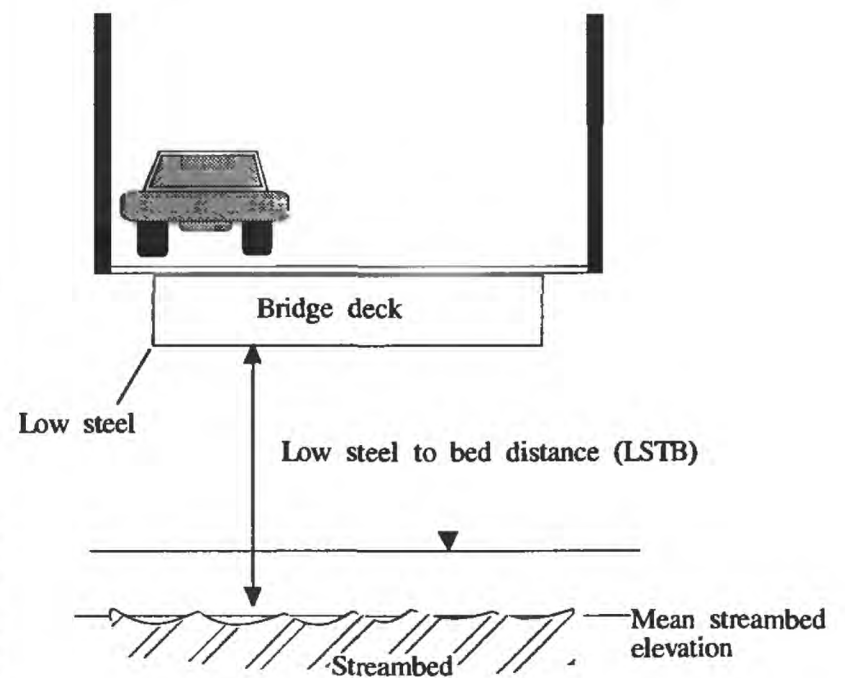 Bridge deck
Low steel
Low steel to bed distance (LSTB)
Mean streambed
elevation
Streambed